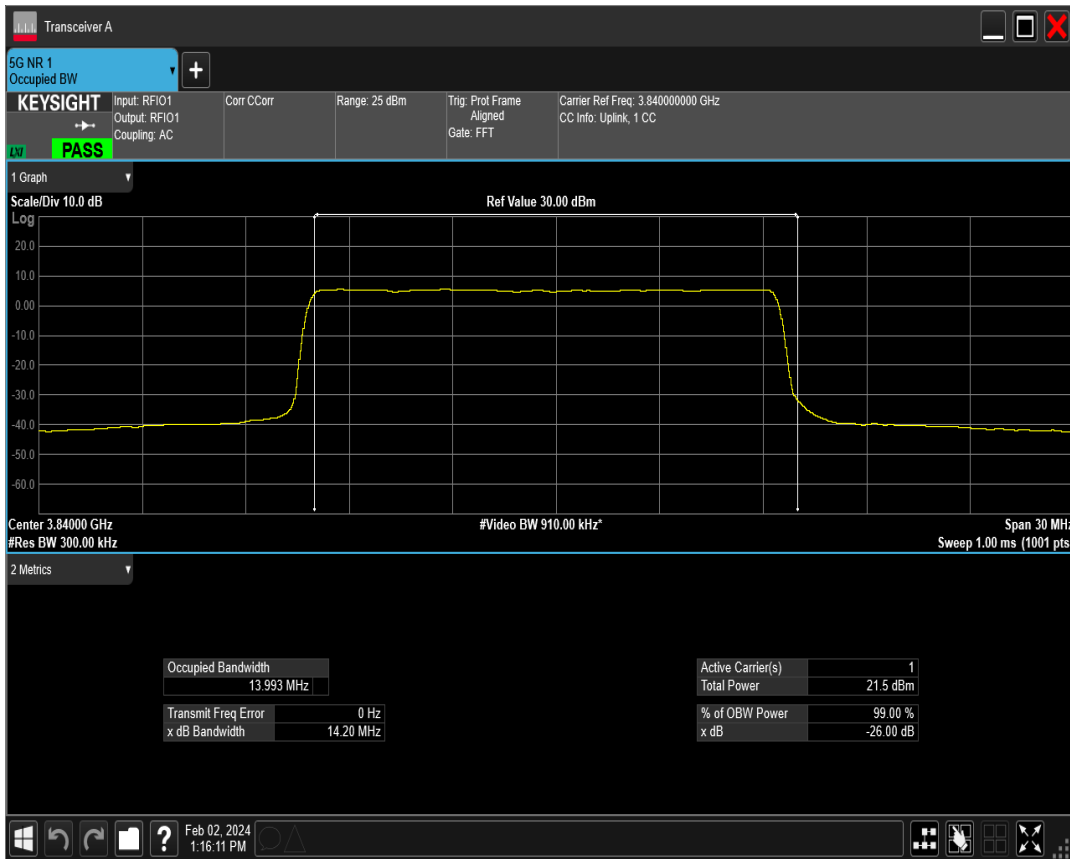 Transceiver A
5G NR 1
Occupied BW
+
KEYSIGHT
LXI
PASS
Input: RFIO1
Output: RFIO1
Coupling: AC
Corr CCorr
Range: 25 dBm
Trig: Prot Frame
Aligned
Gate: FFT
Carrier Ref Freq: 3.840000000 GHz
CC Info: Uplink, 1 CC
1 Graph
Scale/Div 10.0 dB
Ref Value 30.00 dBm
Log
20.0
10.0
0.00
-10.0
-20.0
-30.0
-40.0
-50.0
-60.0
Center 3.84000 GHz
#Video BW 910.00 kHz*
Span 30 MHz
#Res BW 300.00 kHz
Sweep 1.00 ms (1001 pts
2 Metrics
Occupied Bandwidth
13.993 MHz
Transmit Freq Error 0 Hz
x dB Bandwidth 14.20 MHz
Active Carrier(s) 1
Total Power 21.5 dBm
% of OBW Power 99.00 %
x dB -26.00 dB
?
Feb 02, 2024
1:16:11 PM